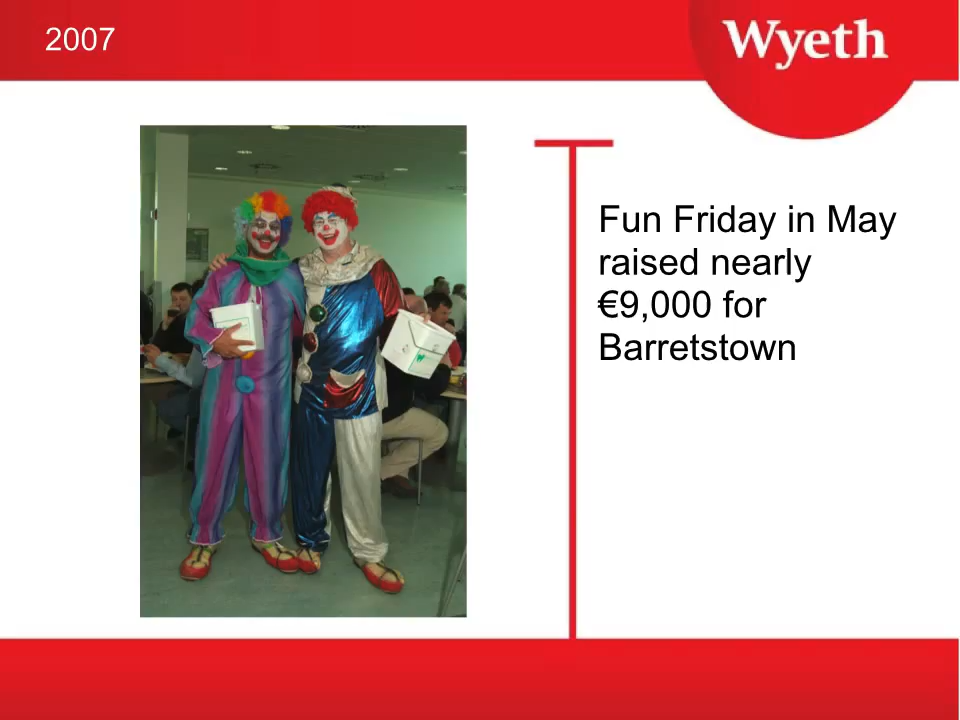 2007
Wyeth
Fun Friday in May
raised nearly
€9,000 for
Barretstown